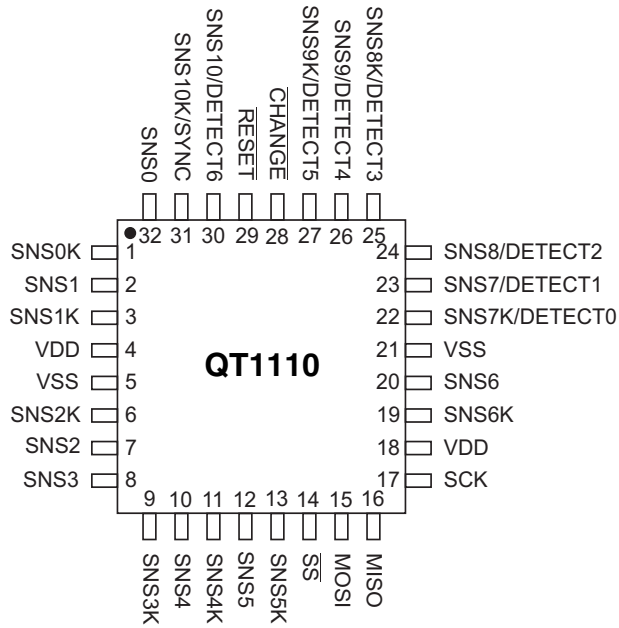 SNS0
SNS10K/SYNC
SNS10/DETECT6
RESET
CHANGE
SNS9K/DETECT5
SNS9/DETECT4
SNS8K/DETECT3
32 31 30 29 28 27 26 25
SNS0K 1
SNS1 2
SNS1K 3
VDD 4
VSS 5
SNS2K 6
SNS2 7
SNS3 8
QT1110
24 SNS8/DETECT2
23 SNS7/DETECT1
22 SNS7K/DETECT0
21 VSS
20 SNS6
19 SNS6K
18 VDD
17 SCK
9 10 11 12 13 14 15 16
SNS3K
SNS4
SNS4K
SNS5
SNS5K
SS
MOSI
MISO